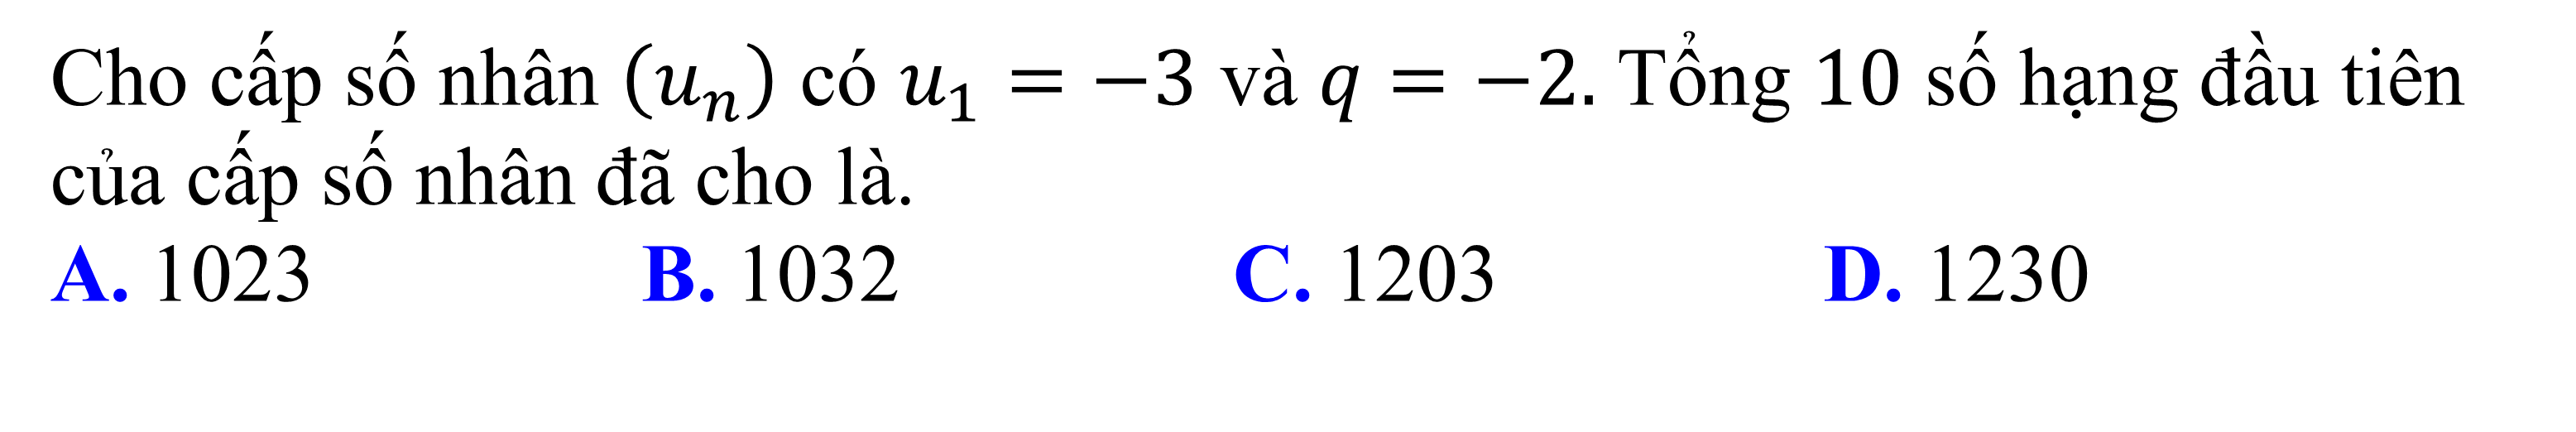 Cho cấp số nhân (uₙ) có u₁ = −3 và q = −2. Tổng 10 số hạng đầu tiên
của cấp số nhân đã cho là.
A. 1023 B. 1032 C. 1203 D. 1230